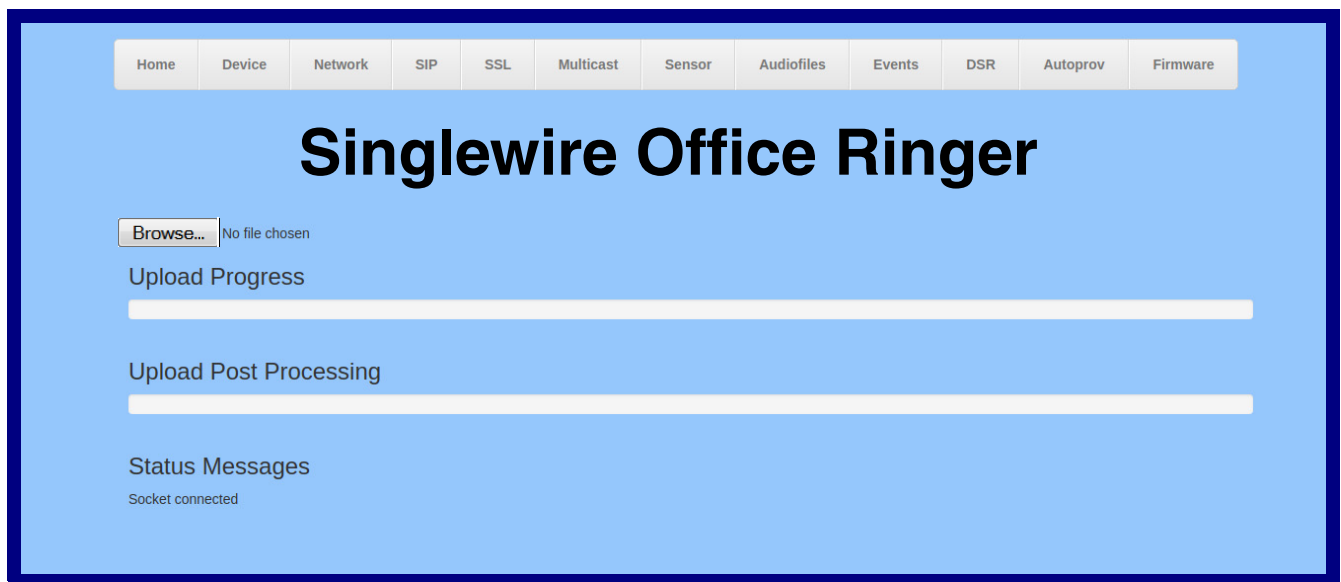 Home Device Network SIP SSL Multicast Sensor Audiofiles Events DSR Autoprov Firmware
Singlewire Office Ringer
Browse... No file chosen
Upload Progress
Upload Post Processing
Status Messages
Socket connected